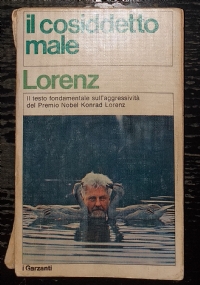 il cosiddetto
male
Lorenz
Il testo fondamentale sull'aggressività
del Premio Nobel Konrad Lorenz
i Garzanti